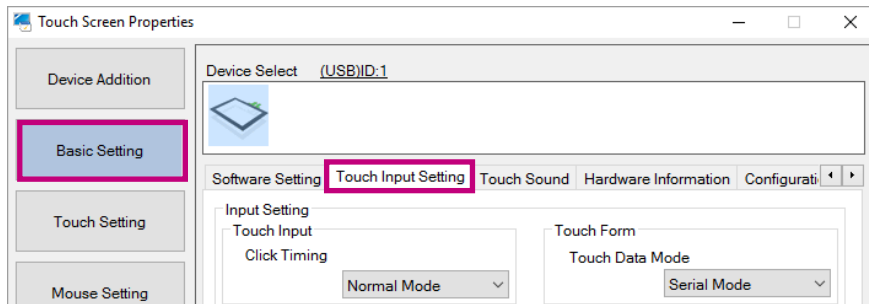 Touch Screen Properties
Device Addition
Basic Setting
Touch Setting
Mouse Setting
Device Select (USB)ID:1
Software Setting Touch Input Setting Touch Sound Hardware Information Configurati
Input Setting
Touch Input
Click Timing
Normal Mode
Touch Form
Touch Data Mode
Serial Mode